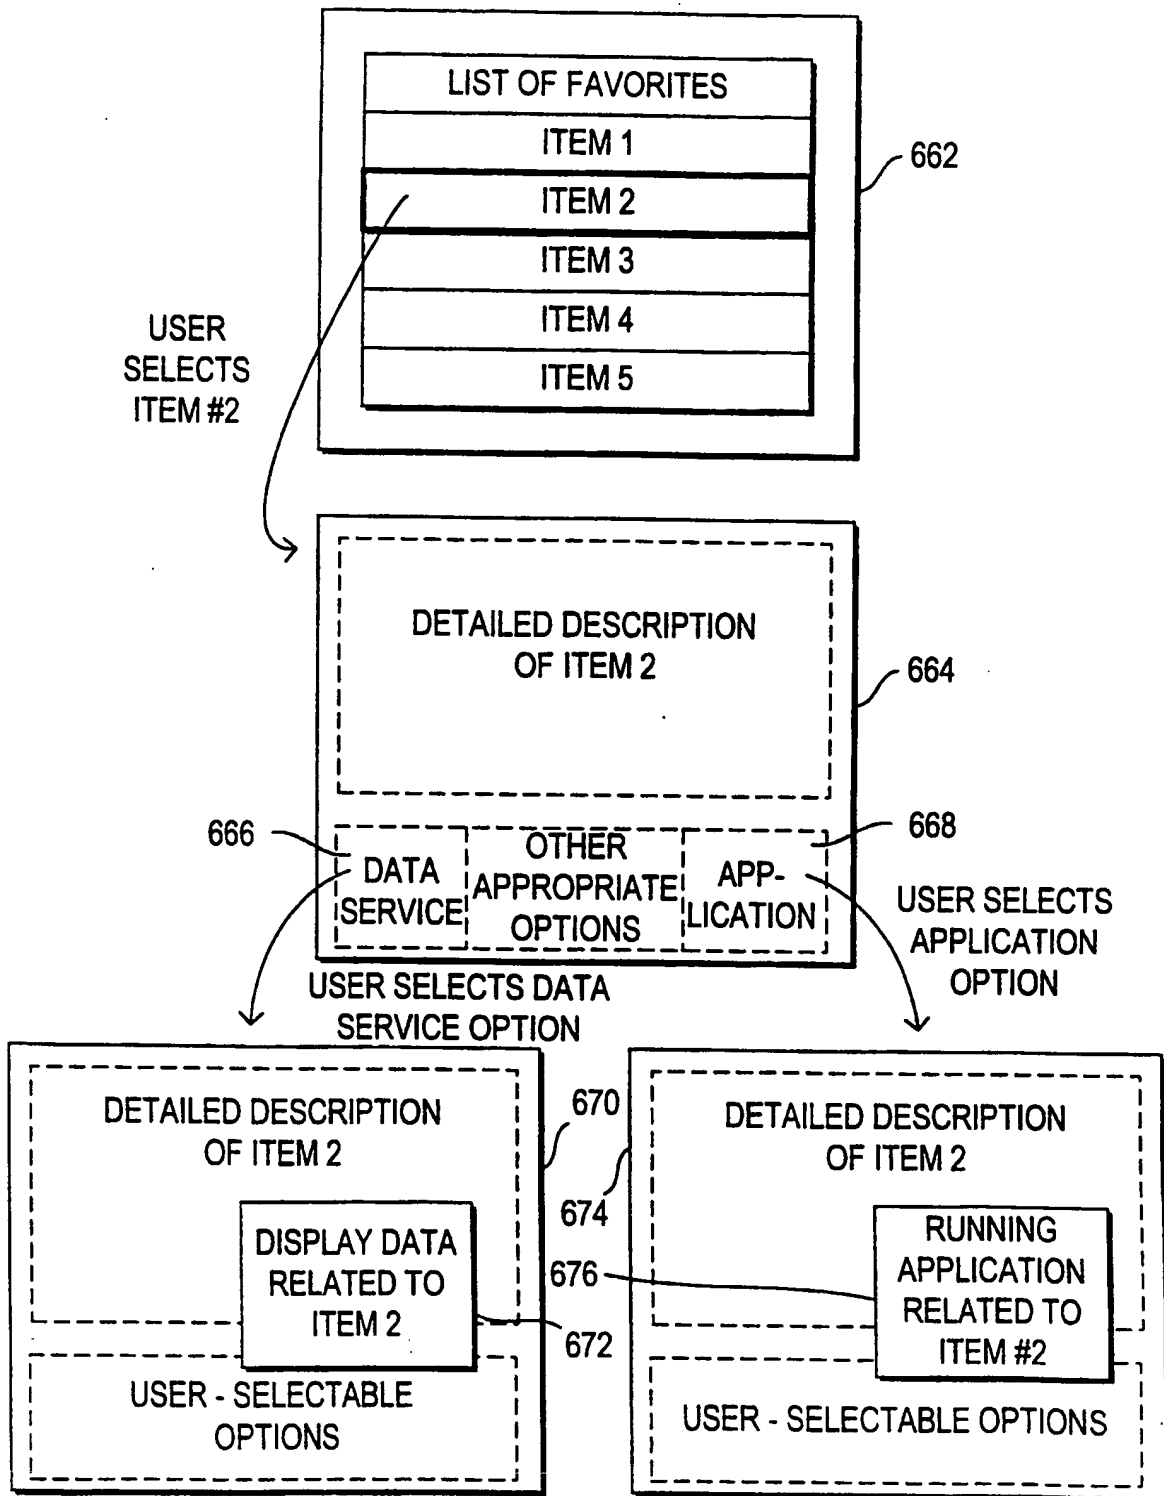 LIST OF FAVORITES
ITEM 1
662
ITEM 2
ITEM 3
ITEM 4
ITEM 5
USER
SELECTS
ITEM #2
DETAILED DESCRIPTION
OF ITEM 2
664
666
668
DATA
SERVICE
OTHER
APPROPRIATE
OPTIONS
APP-
LICATION
USER SELECTS
APPLICATION
OPTION
USER SELECTS DATA
SERVICE OPTION
DETAILED DESCRIPTION
OF ITEM 2
670
DISPLAY DATA
RELATED TO
ITEM 2
672
USER - SELECTABLE
OPTIONS
DETAILED DESCRIPTION
OF ITEM 2
674
676
RUNNING
APPLICATION
RELATED TO
ITEM #2
USER - SELECTABLE OPTIONS